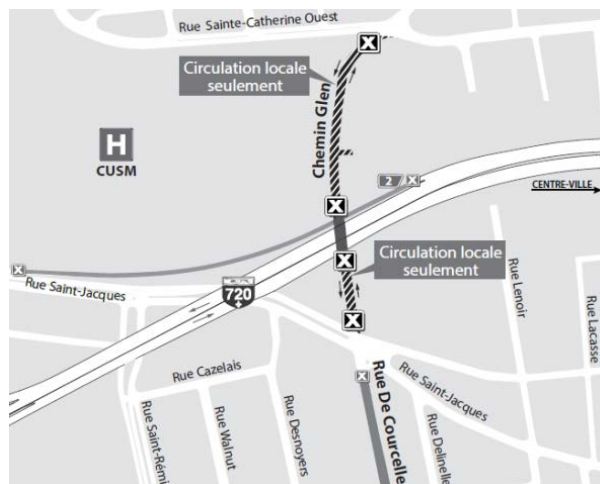 Rue Sainte-Catherine Ouest
X
Circulation locale
seulement
Chemin Glen
H
CUSM
2
X
CENTRE-VILLE
X
X
Circulation locale
seulement
X
Rue Saint-Jacques
720
X
Rue Lenoir
Rue Lacasse
Rue Cazelais
X
Rue Saint-Jacques
Rue Saint-Rémi
Rue Walnut
Rue Desnoyers
Rue De Courcelle
Rue Delinelle